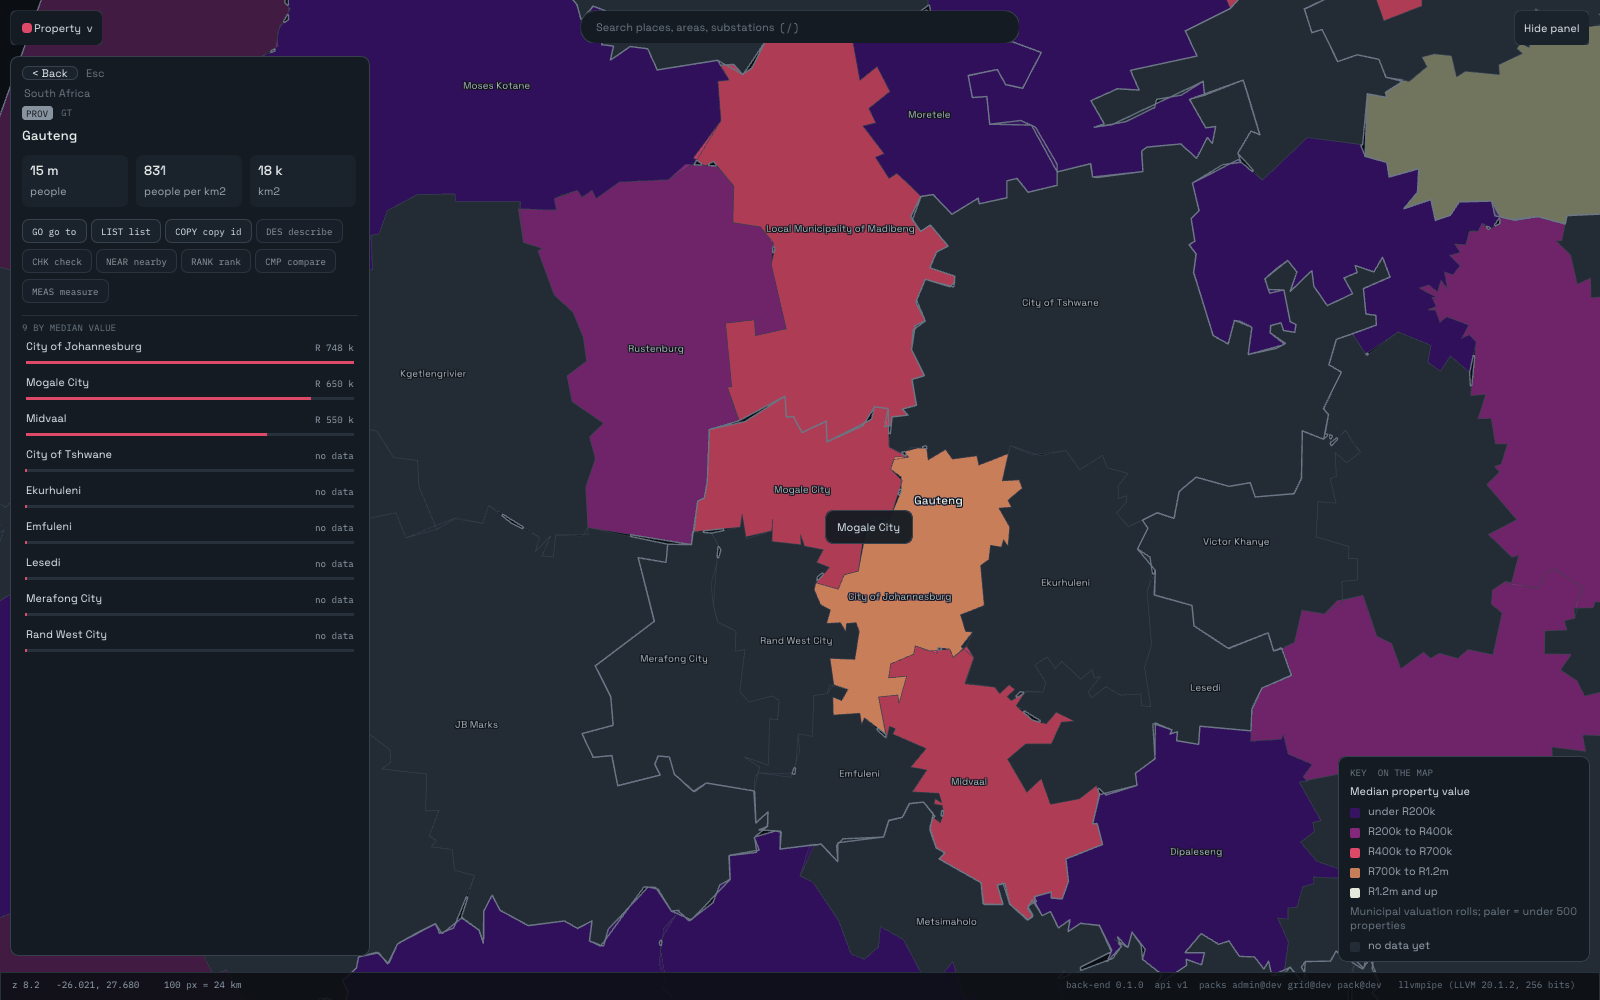 Property v
Search places, areas, substations (/)
Hide panel
< Back Esc
South Africa
PROV GT
Gauteng
15 m
people
831
people per km2
18 k
km2
GO go to
LIST list
COPY copy id
DES describe
CHK check
NEAR nearby
RANK rank
CMP compare
MEAS measure
9 BY MEDIAN VALUE
City of Johannesburg R 748 k
Mogale City R 650 k
Midvaal R 550 k
City of Tshwane no data
Ekurhuleni no data
Emfuleni no data
Lesedi no data
Merafong City no data
Rand West City no data
Moses Kotane
Moretele
Local Municipality of Madibeng
City of Tshwane
Rustenburg
Kgetlengrivier
Mogale City
Gauteng
Mogale City
Victor Khanye
Ekurhuleni
City of Johannesburg
Rand West City
Merafong City
Lesedi
JB Marks
Emfuleni
Midvaal
Dipaleseng
Metsimaholo
KEY ON THE MAP
Median property value
under R200k
R200k to R400k
R400k to R700k
R700k to R1.2m
R1.2m and up
Municipal valuation rolls; paler = under 500
properties
no data yet
z 8.2 -26.021, 27.680 100 px = 24 km
back-end 0.1.0 api v1 packs admin@dev grid@dev pack@dev llvmpipe (LLVM 20.1.2, 256 bits)